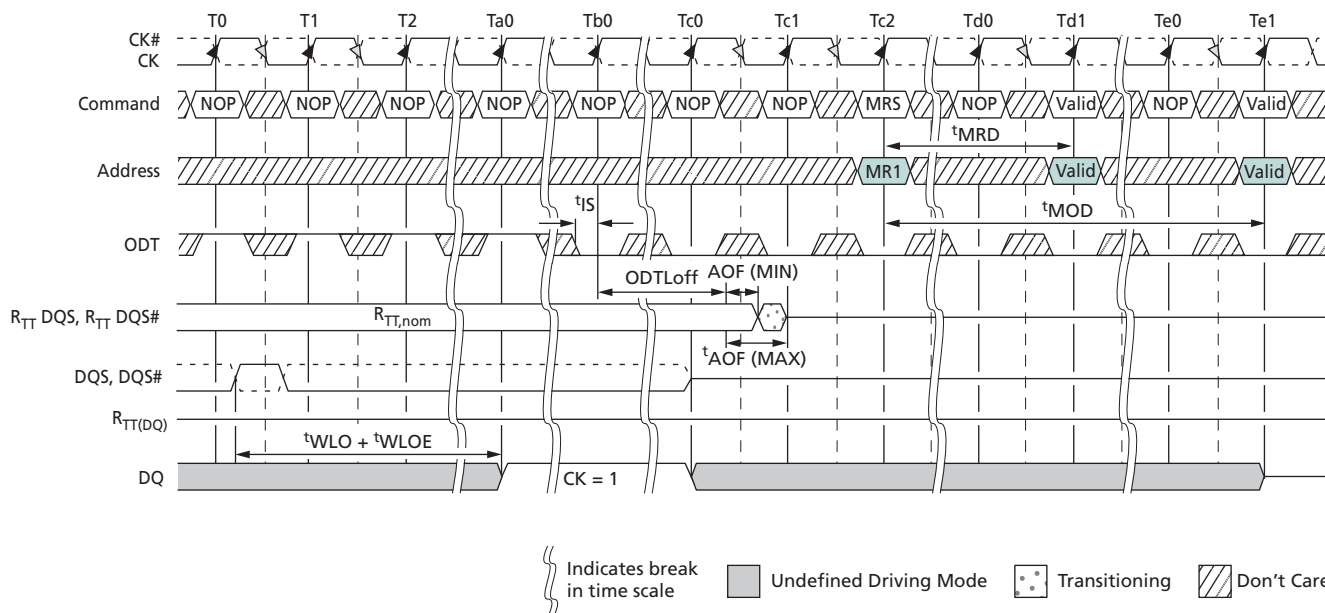 T0 T1 T2 Ta0 Tb0 Tc0 Tc1 Tc2 Td0 Td1 Te0 Te1
CK#
CK
Command NOP NOP NOP NOP NOP NOP NOP MRS NOP Valid NOP Valid
tMRD
Address MR1 Valid Valid
tIS
tMOD
ODT
ODTLoff AOF (MIN)
RTT DQS, RTT DQS# RTT,nom
tAOF (MAX)
DQS, DQS#
RTT(DQ)
tWLO + tWLOE
DQ CK = 1
Indicates break
in time scale
Undefined Driving Mode Transitioning Don't Care